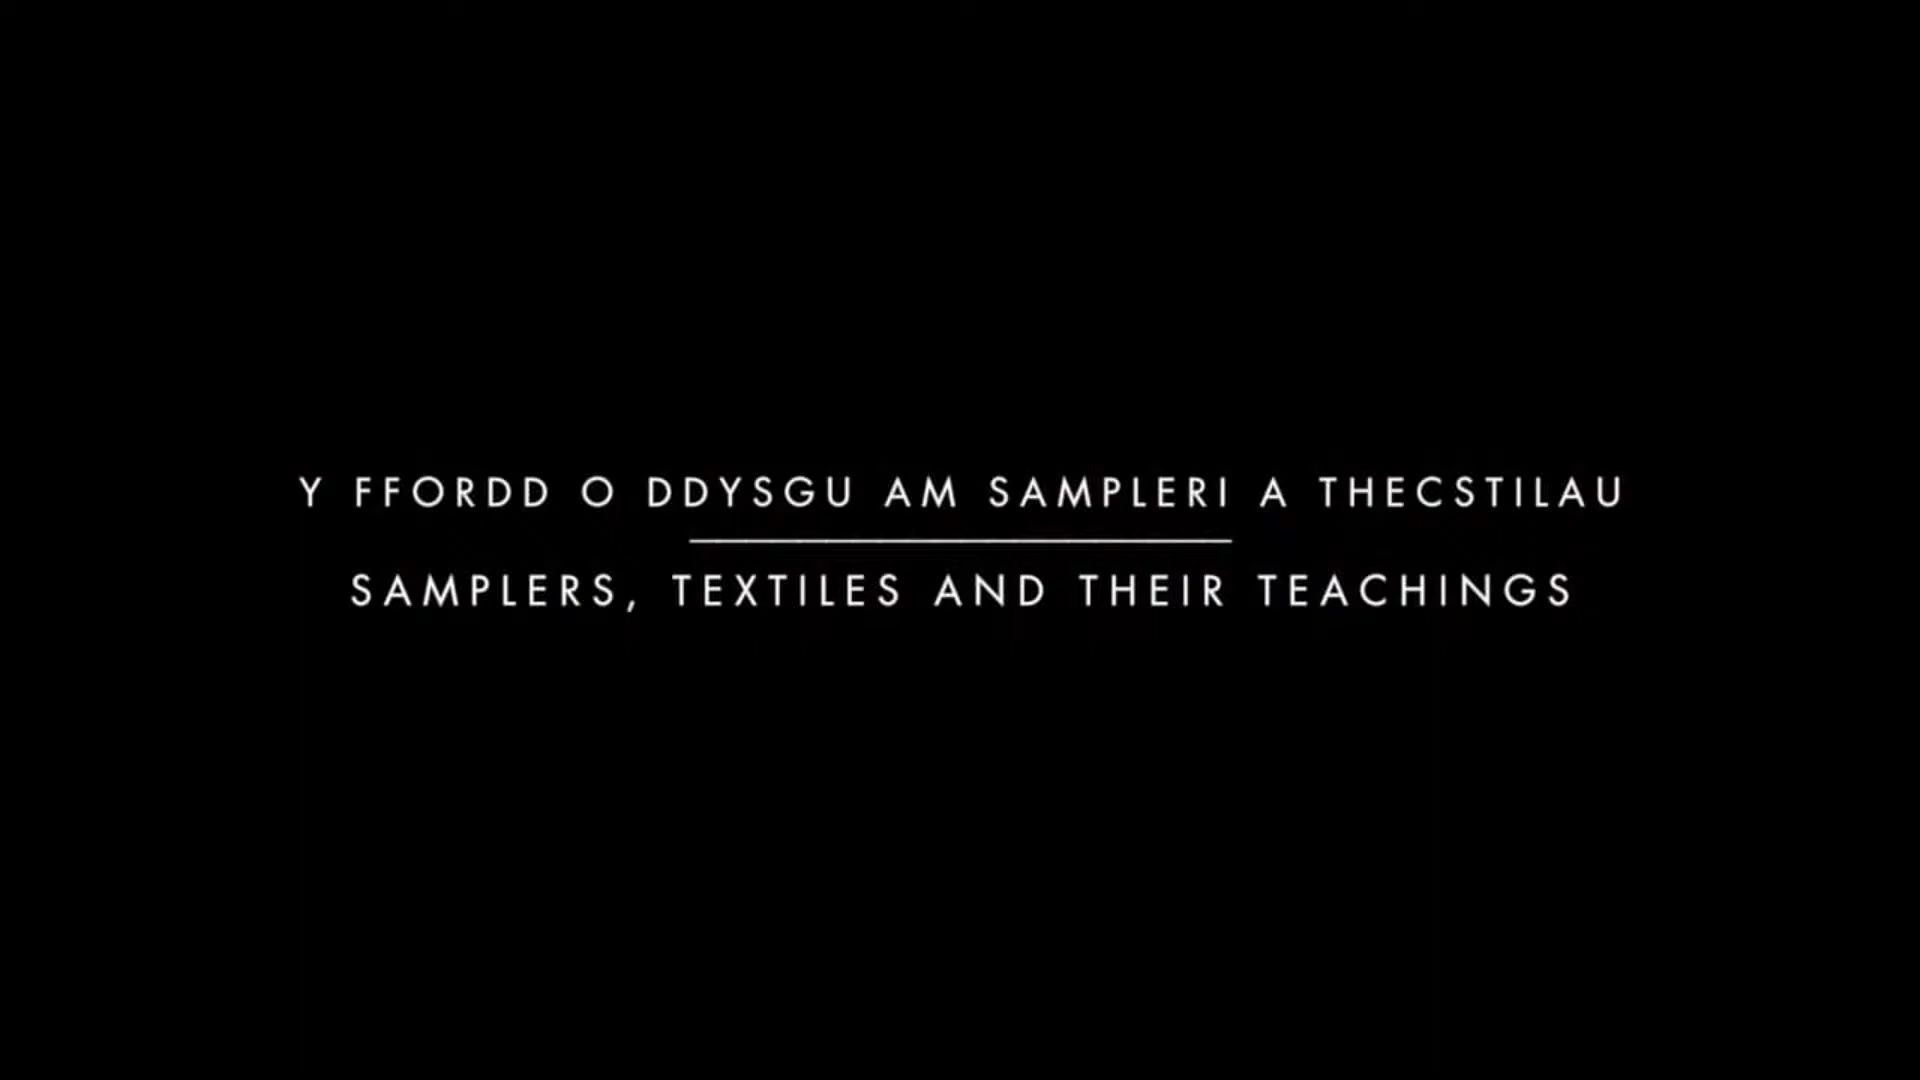 Y FFORDD O DDYSGU AM SAMPLERI A THECSTILAU
SAMPLERS, TEXTILES AND THEIR TEACHINGS